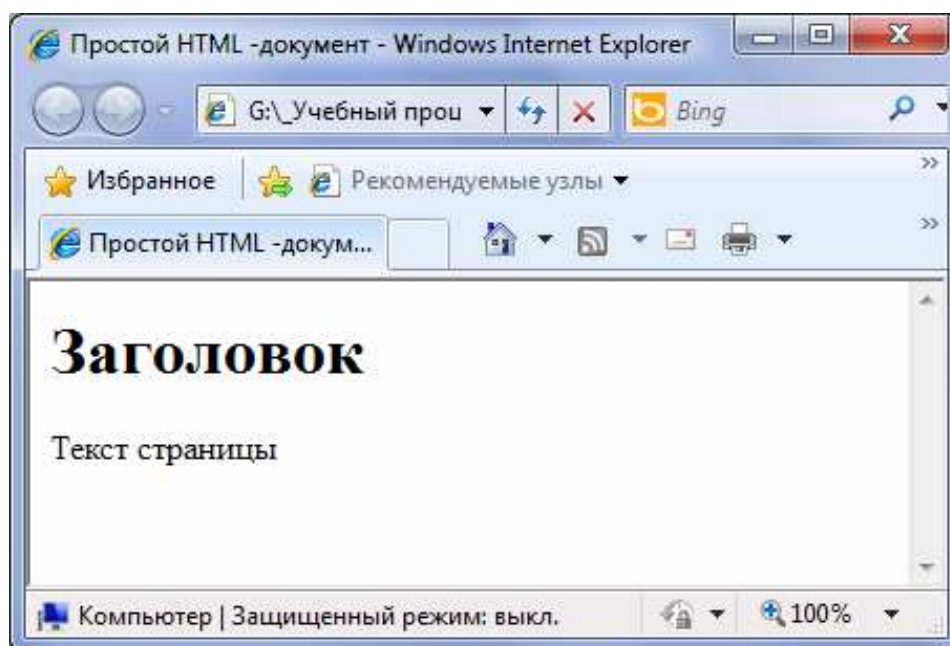 Простой HTML -документ - Windows Internet Explorer
G:\_Учебный проц
Bing
Избранное
Рекомендуемые узлы
Простой HTML -докум...
Заголовок
Текст страницы
Компьютер | Защищенный режим: выкл.
100%